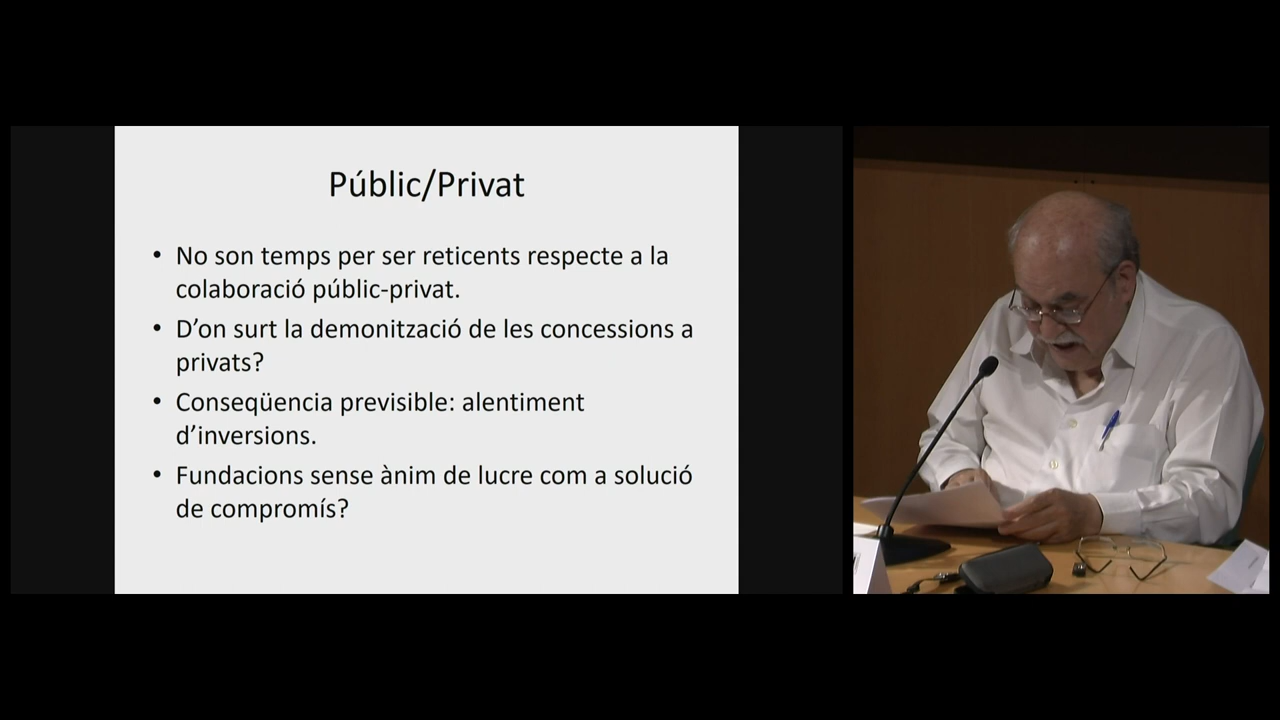 Públic/Privat
• No son temps per ser reticents respecte a la
colaboració públic-privat.
• D’on surt la demonització de les concessions a
privats?
• Conseqüencia previsible: alentiment
d’inversions.
• Fundacions sense ànim de lucre com a solució
de compromís?